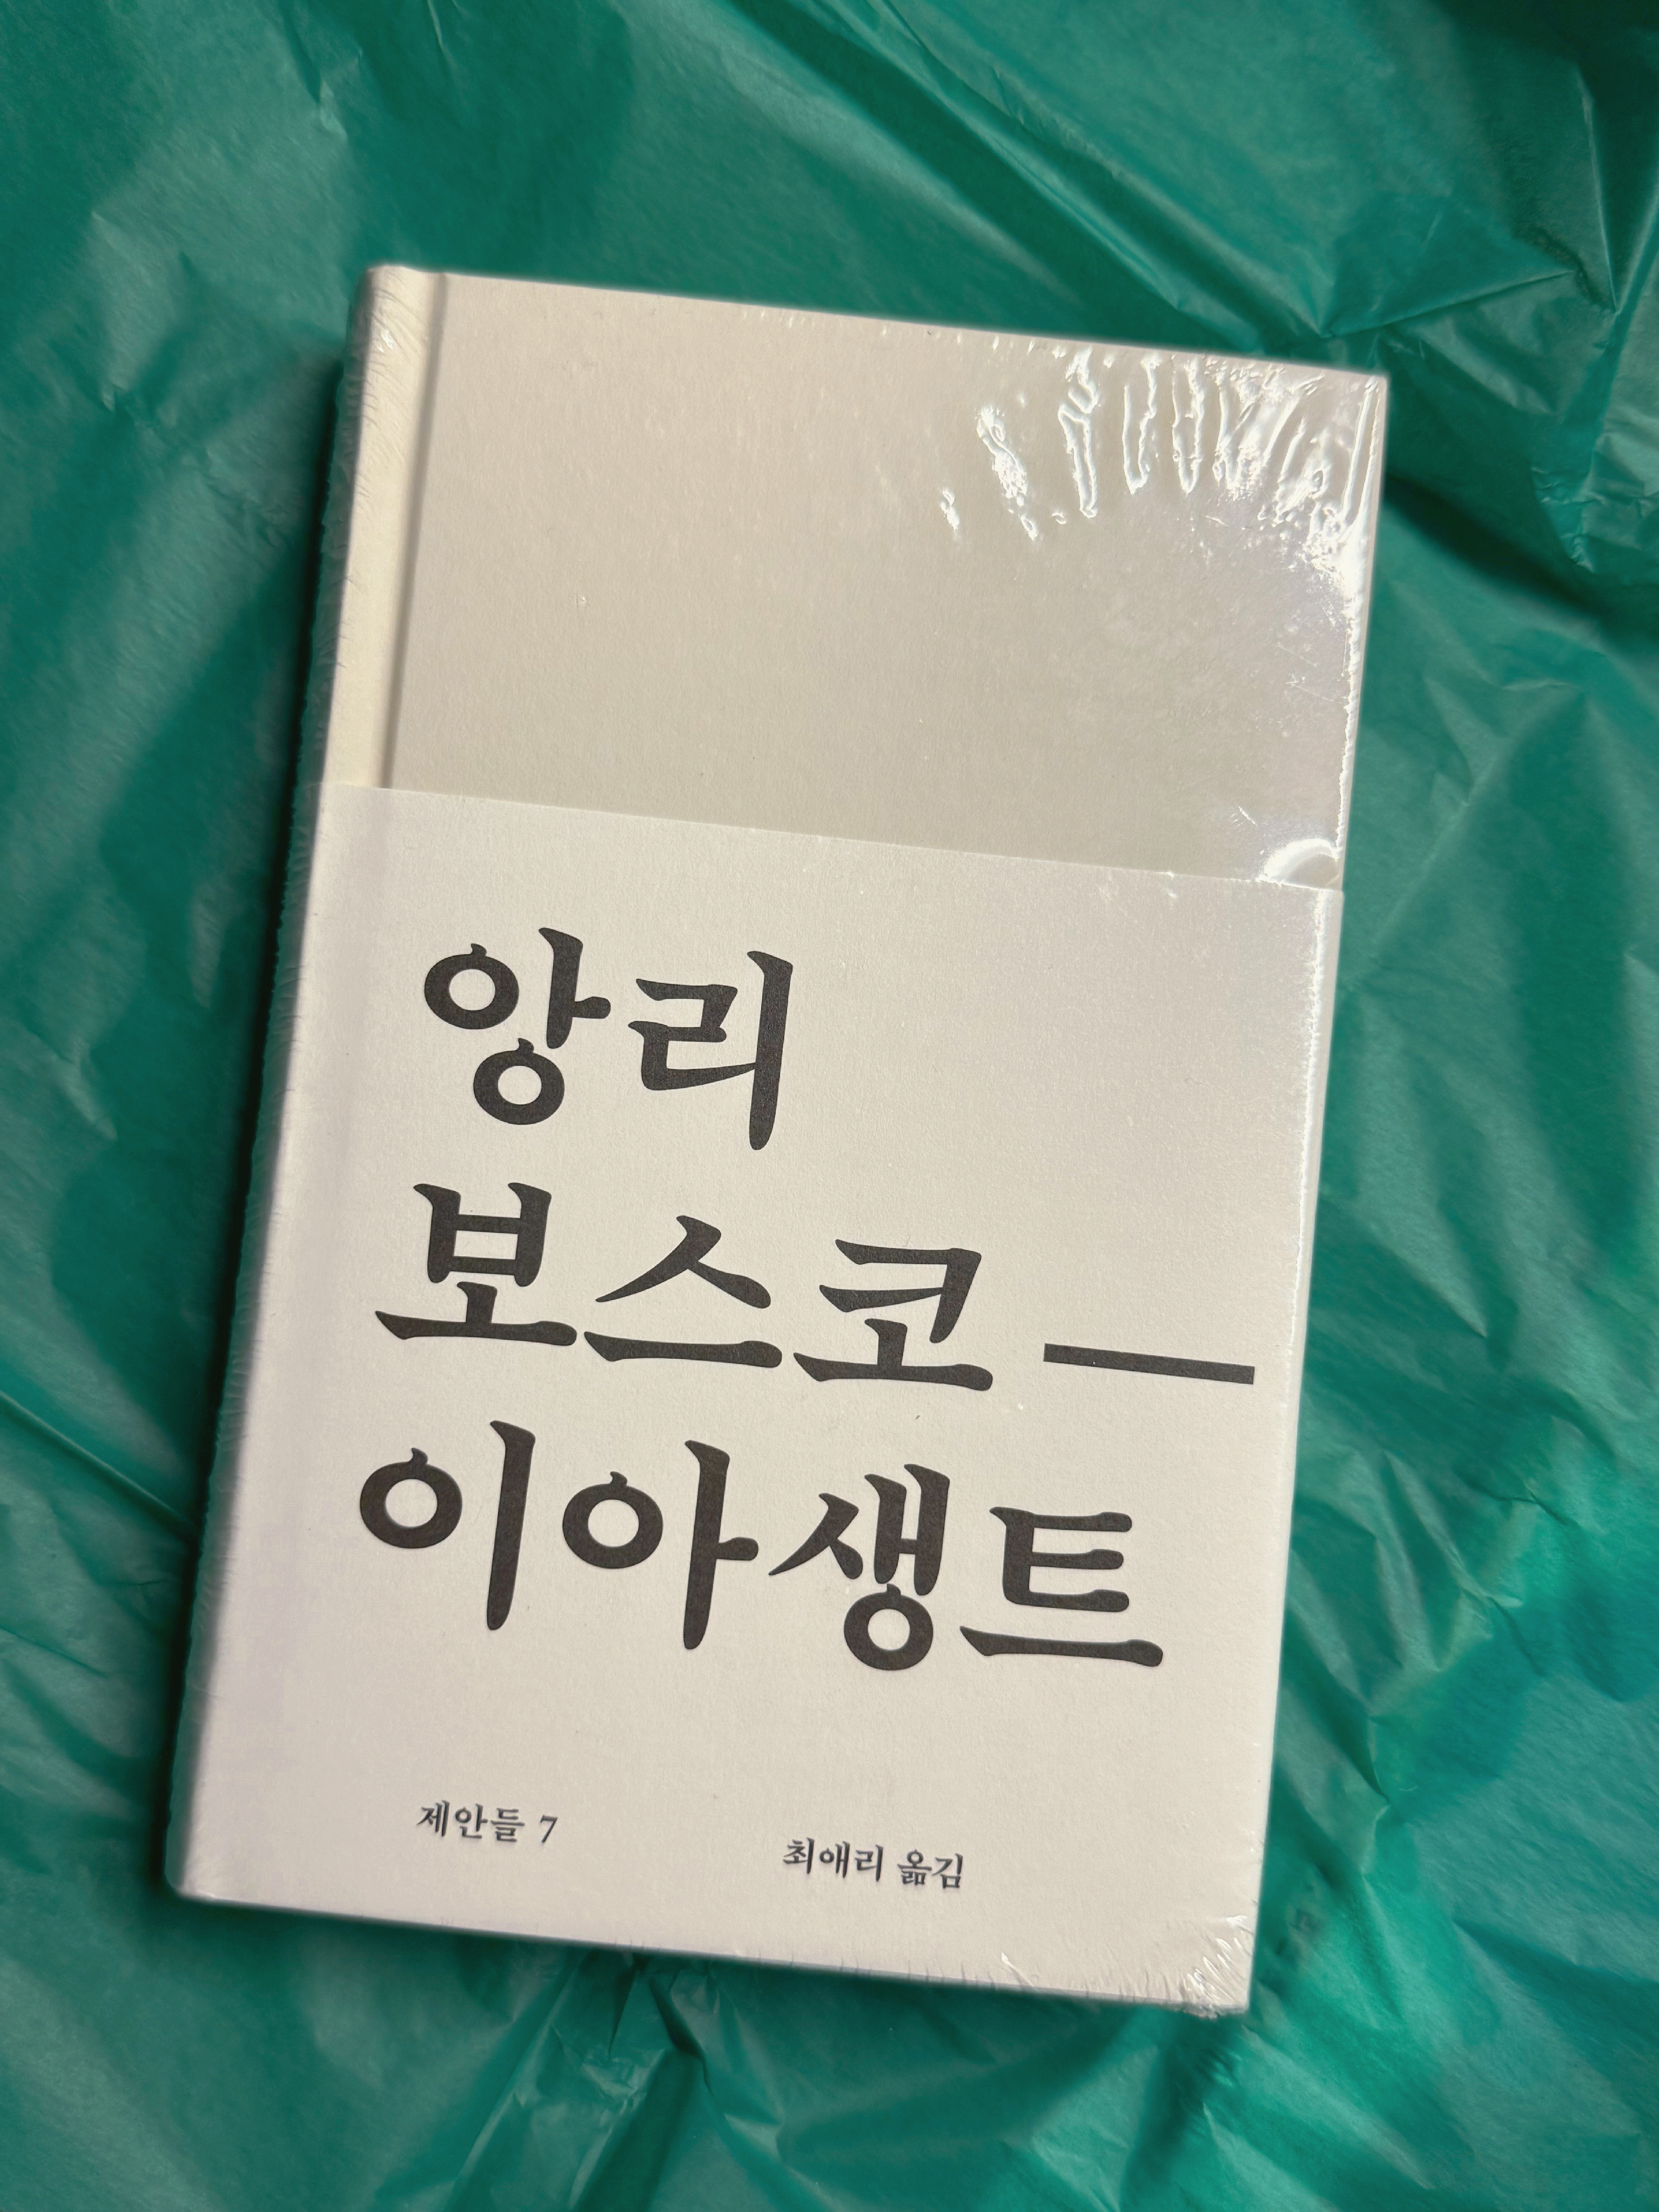 앙리
보스코 —
이아생트
제안들 7
최애리 옮김